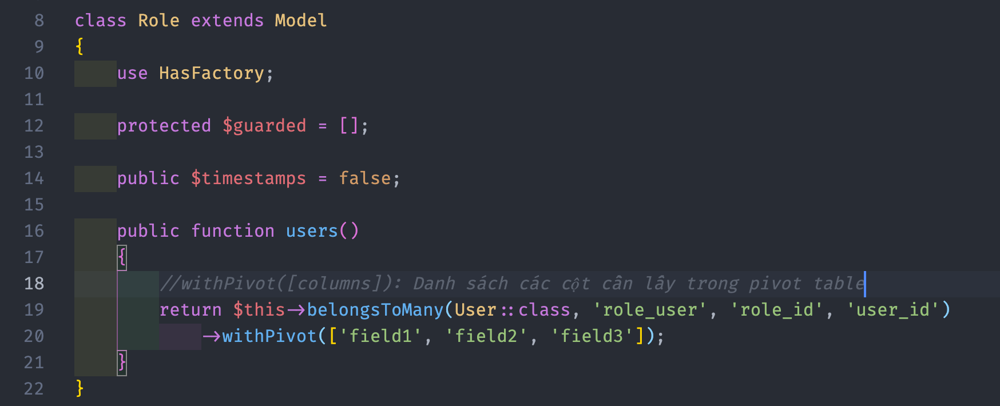 8 class Role extends Model
9 {
10 use HasFactory;
11
12 protected $guarded = [];
13
14 public $timestamps = false;
15
16 public function users()
17 {
18 //withPivot([columns]): Danh sách các cột cần lấy trong pivot table
19 return $this->belongsToMany(User::class, 'role_user', 'role_id', 'user_id')
20 ->withPivot(['field1', 'field2', 'field3']);
21 }
22 }